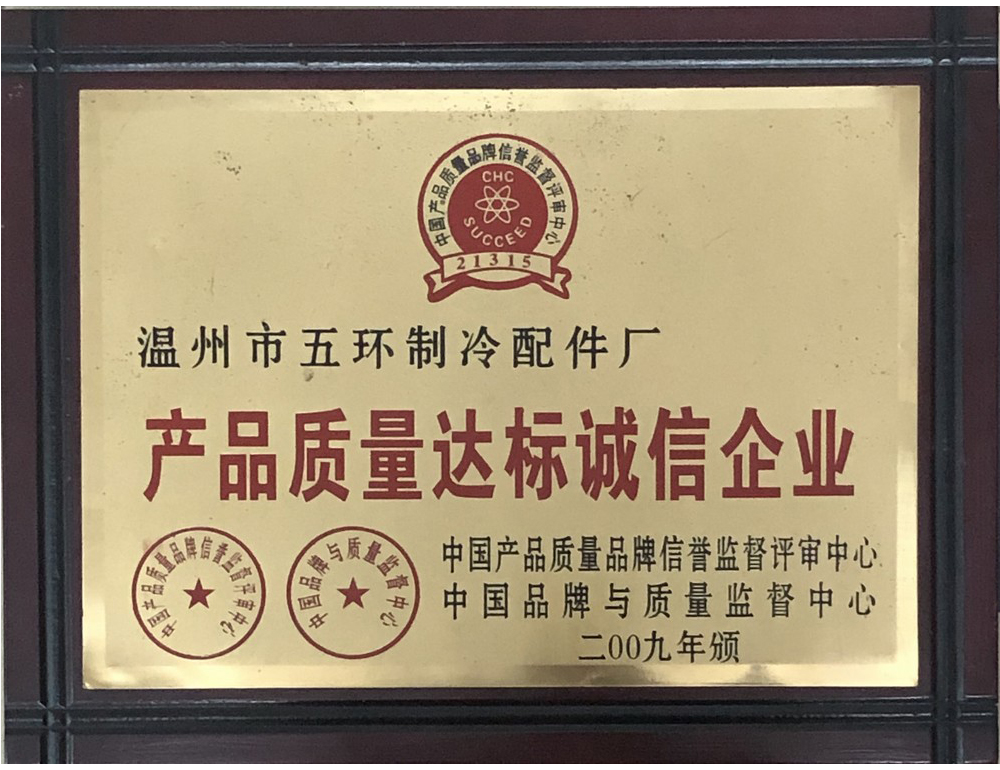 中国产品质量品牌信誉监督评审中心
CHC
SUCCEED
21315
温州市五环制冷配件厂
产品质量达标诚信企业
中国产品质量品牌信誉监督评审中心
中国品牌与质量监督中心
中国产品质量品牌信誉监督评审中心
中国品牌与质量监督中心
二00九年颁